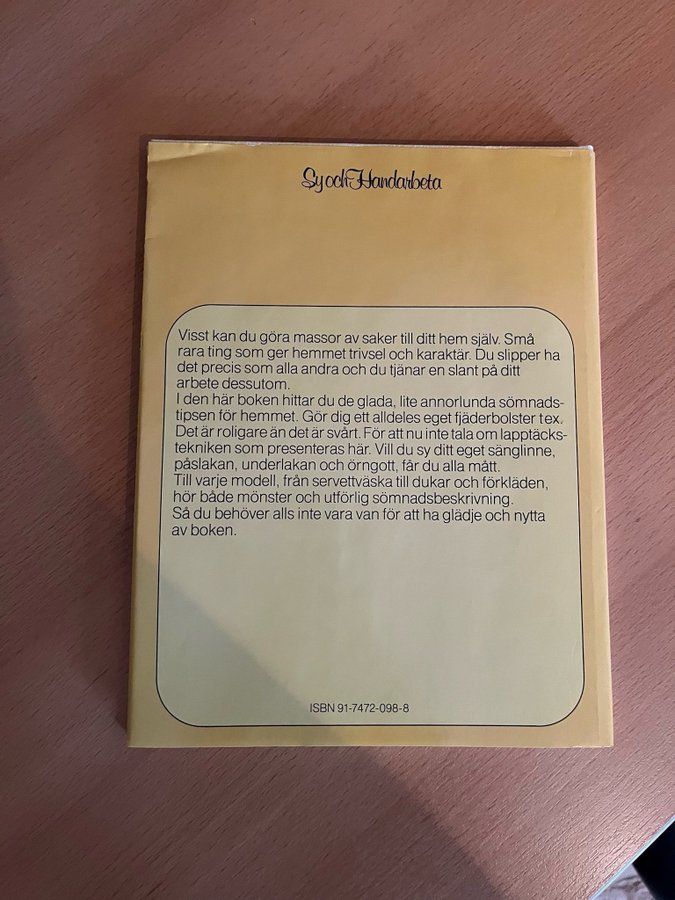 Sy och Handarbeta
Visst kan du göra massor av saker till ditt hem själv. Små
rara ting som ger hemmet trivsel och karaktär. Du slipper ha
det precis som alla andra och du tjänar en slant på ditt
arbete dessutom.
I den här boken hittar du de glada, lite annorlunda sömnads-
tipsen för hemmet. Gör dig ett alldeles eget fjäderbolster t ex.
Det är roligare än det är svårt. För att nu inte tala om lapptäcks-
tekniken som presenteras här. Vill du sy ditt eget sänglinne,
påslakan, underlakan och örngott, får du alla mått.
Till varje modell, från servettväska till dukar och förkläden,
hör både mönster och utförlig sömnadsbeskrivning.
Så du behöver alls inte vara van för att ha glädje och nytta
av boken.
ISBN 91-7472-098-8